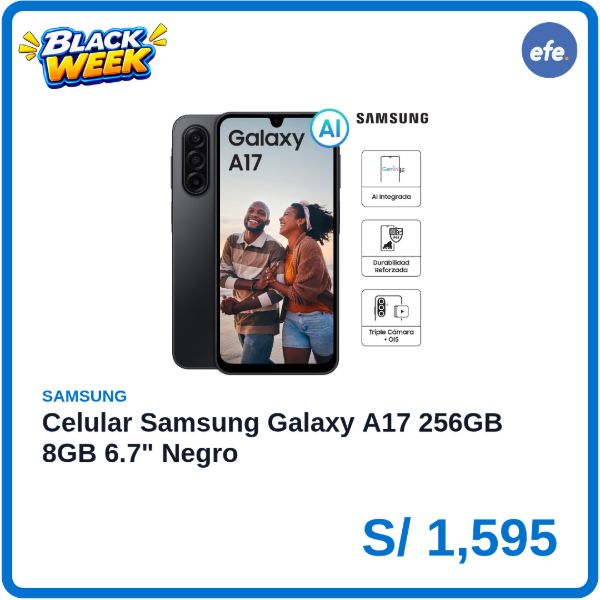 BLACK
WEEK
efe.
Galaxy
A17
AI
SAMSUNG
AI Integrada
Durabilidad
Reforzada
Triple Cámara
+ OIS
SAMSUNG
Celular Samsung Galaxy A17 256GB
8GB 6.7" Negro
S/ 1,595